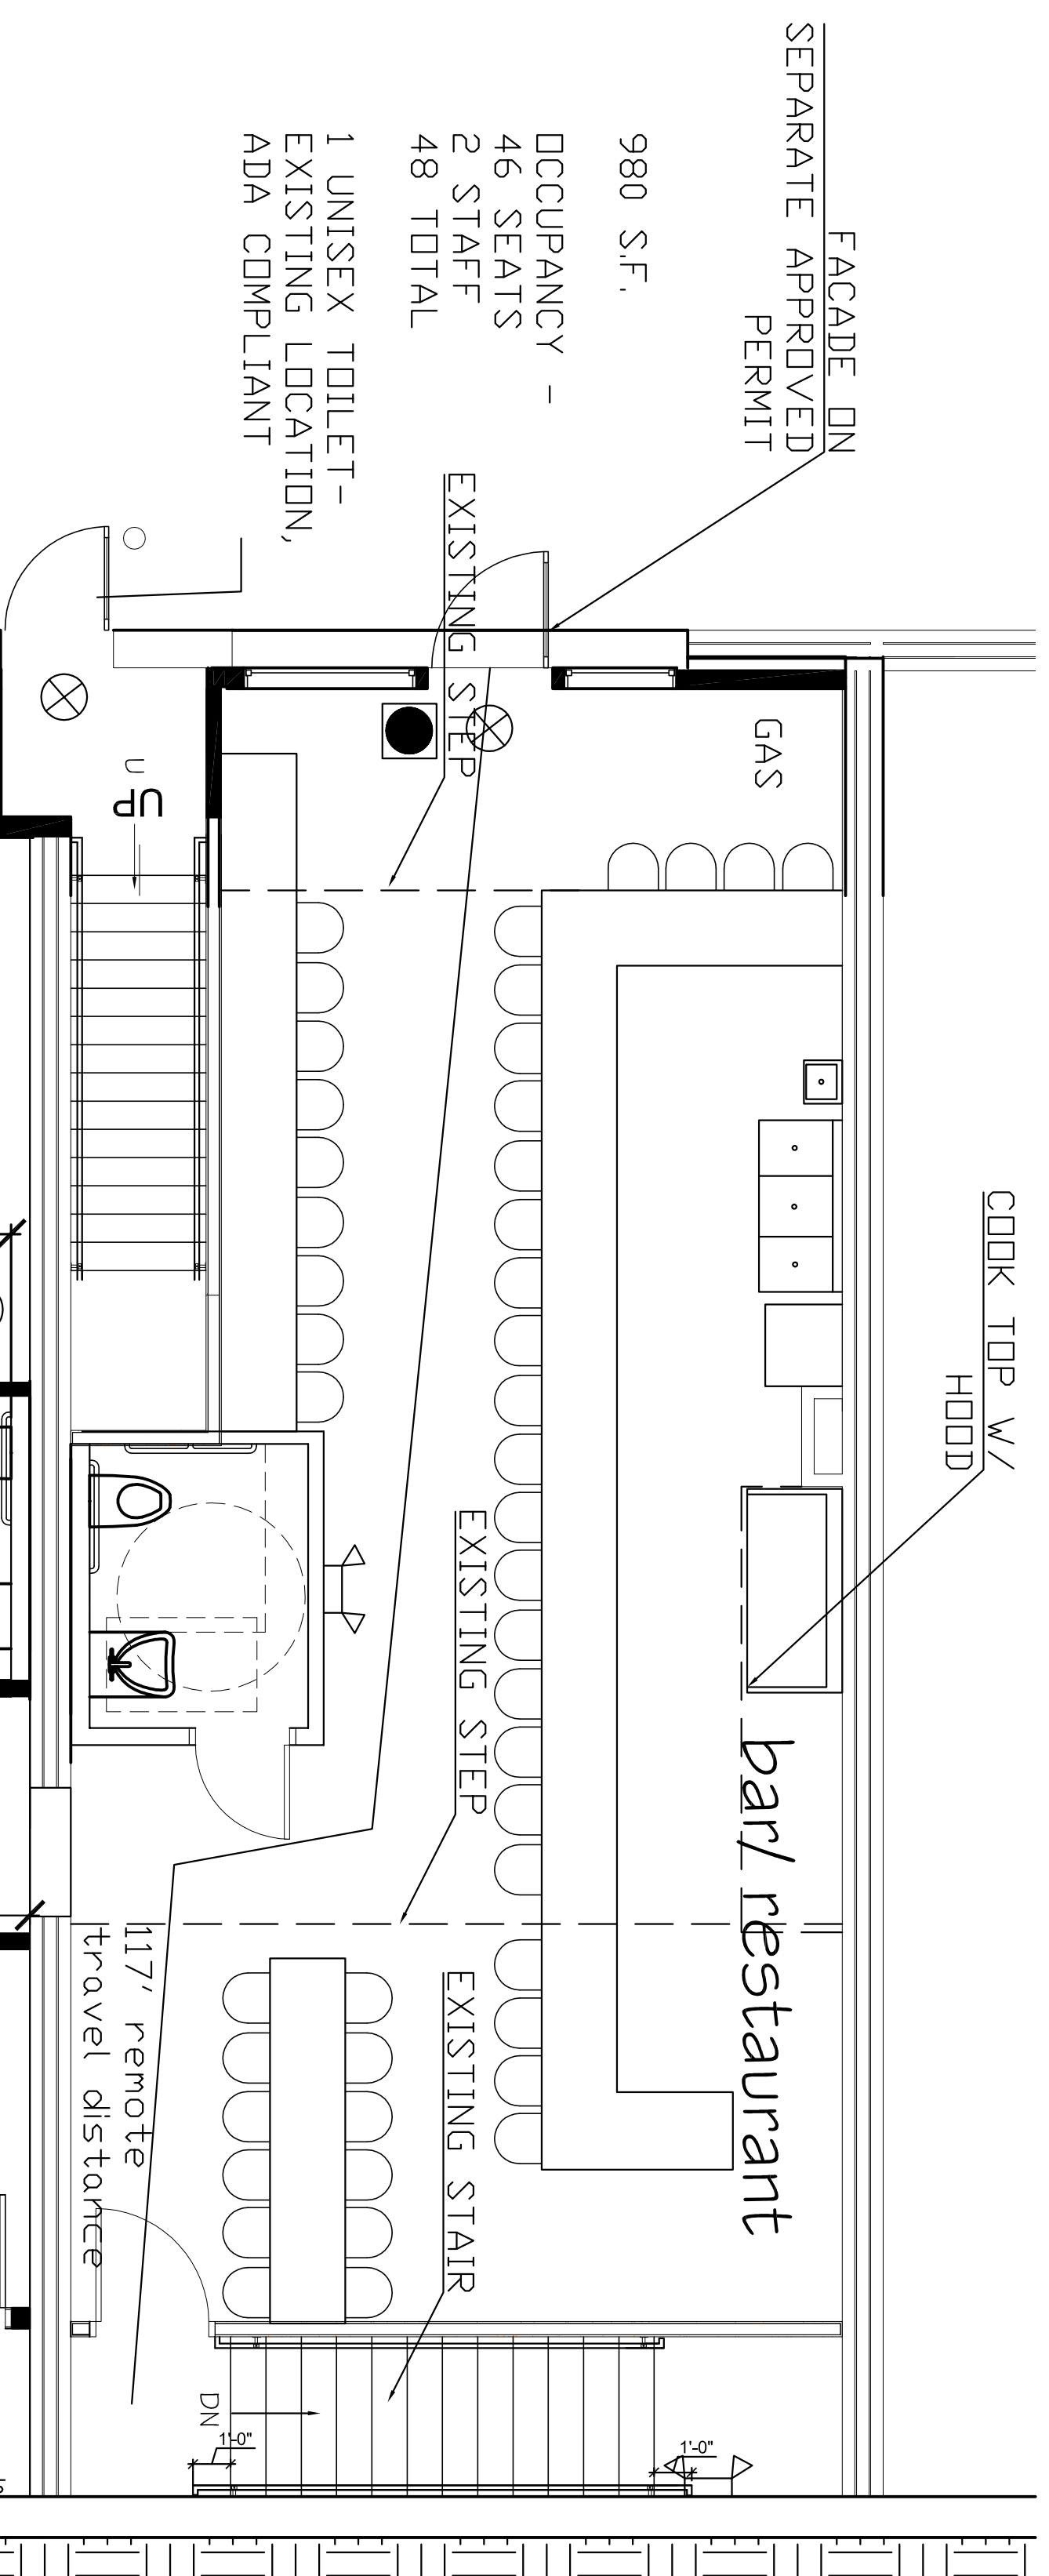 FACADE ON
SEPARATE APPROVED
PERMIT
980 S.F.
OCCUPANCY -
46 SEATS
2 STAFF
48 TOTAL
1 UNISEX TOILET-
EXISTING LOCATION,
ADA COMPLIANT
EXISTING STEP
GAS
U
UP
COOK TOP W/
HOOD
EXISTING STEP
bar/ restaurant
117' remote
travel distance
EXISTING STAIR
DN
1'-0"
1'-0"